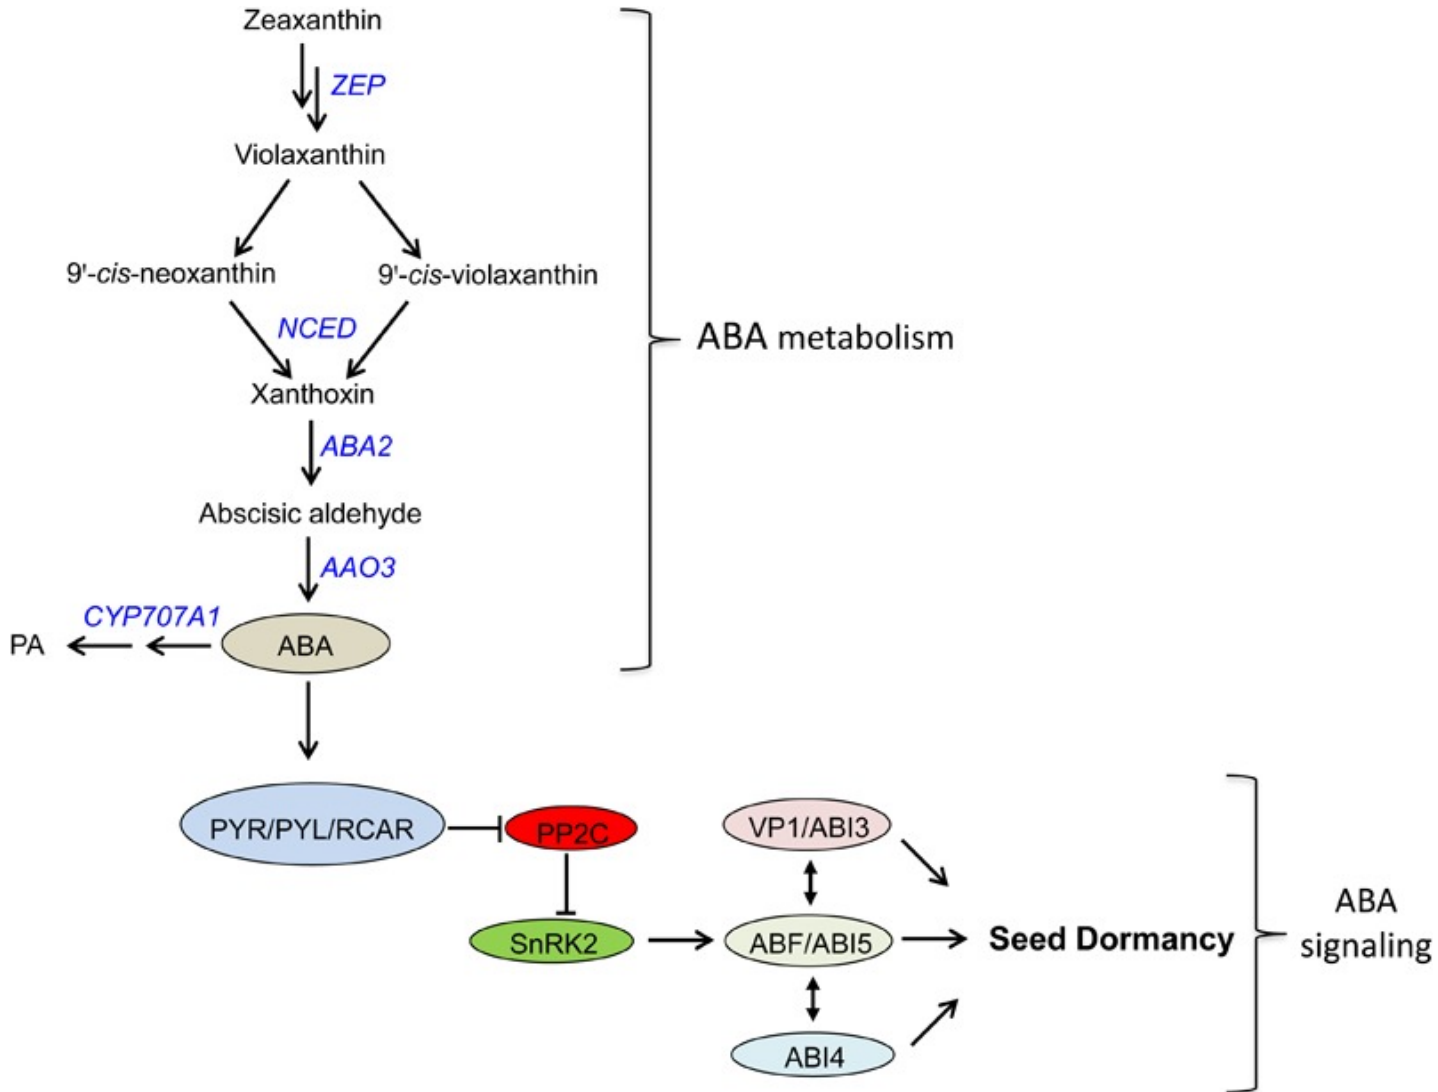 Zeaxanthin
ZEP
Violaxanthin
9'-cis-neoxanthin
9'-cis-violaxanthin
NCED
ABA metabolism
Xanthoxin
ABA2
Abscisic aldehyde
AAO3
CYP707A1
PA
ABA
PYR/PYL/RCAR
PP2C
VP1/ABI3
SnRK2
ABF/ABI5
Seed Dormancy
ABA
signaling
ABI4